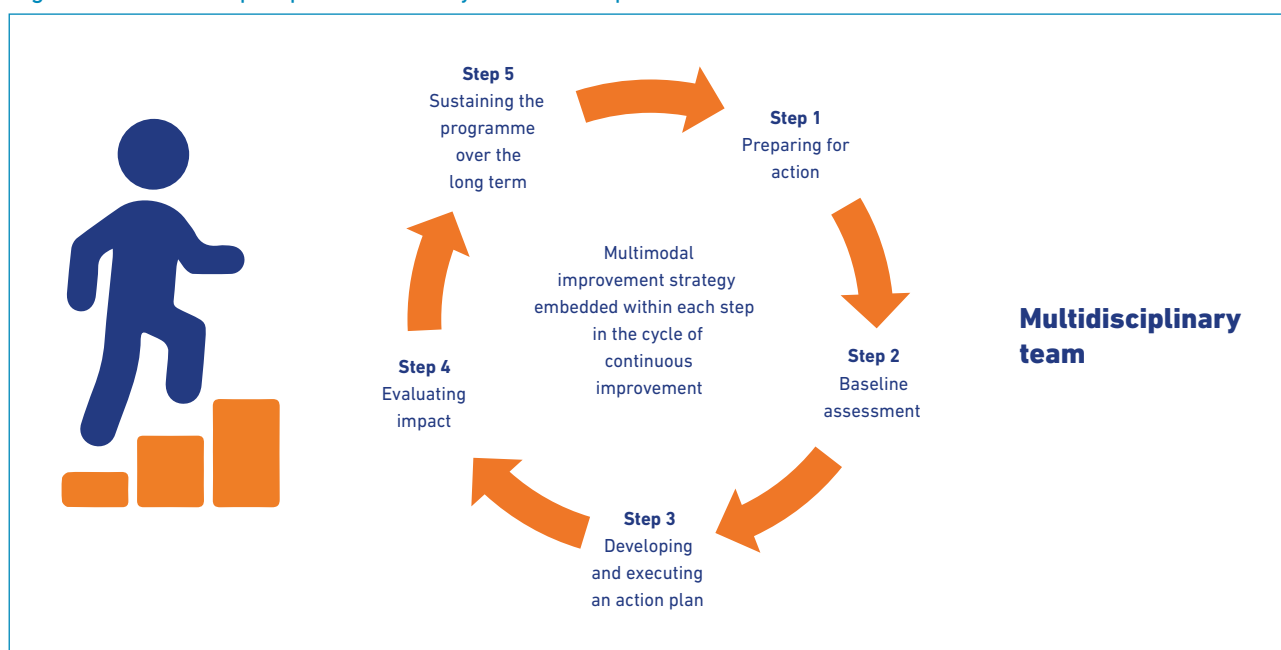 Step 5
Sustaining the
programme
over the
long term
Step 1
Preparing for
action
Multimodal
improvement strategy
embedded within each step
in the cycle of
continuous
improvement
Step 2
Baseline
assessment
Step 4
Evaluating
impact
Step 3
Developing
and executing
an action plan
Multidisciplinary
team